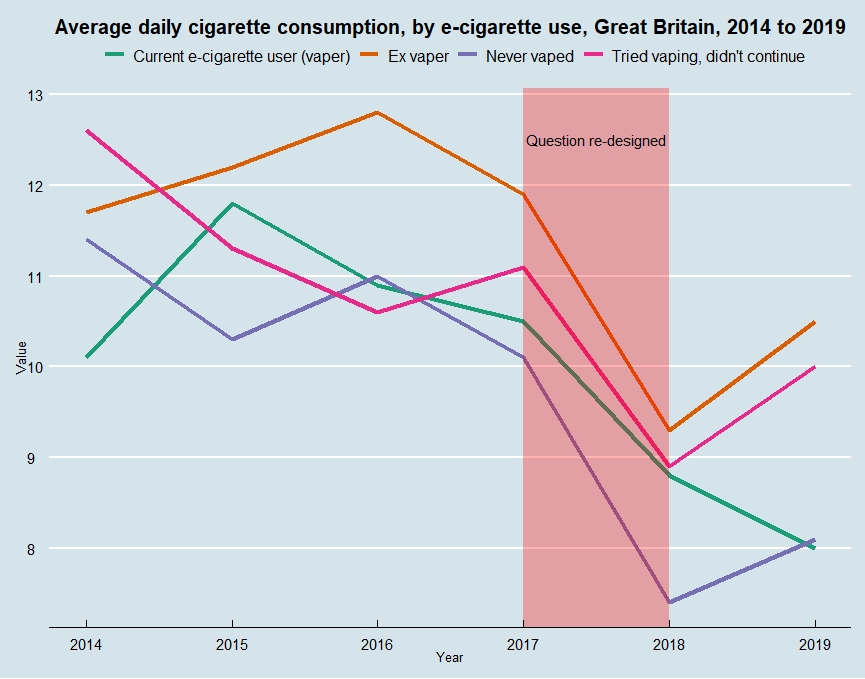 Average daily cigarette consumption, by e-cigarette use, Great Britain, 2014 to 2019
Current e-cigarette user (vaper) Ex vaper Never vaped Tried vaping, didn't continue
13
Question re-designed
12
11
Value
10
9
8
2014 2015 2016 2017 2018 2019
Year